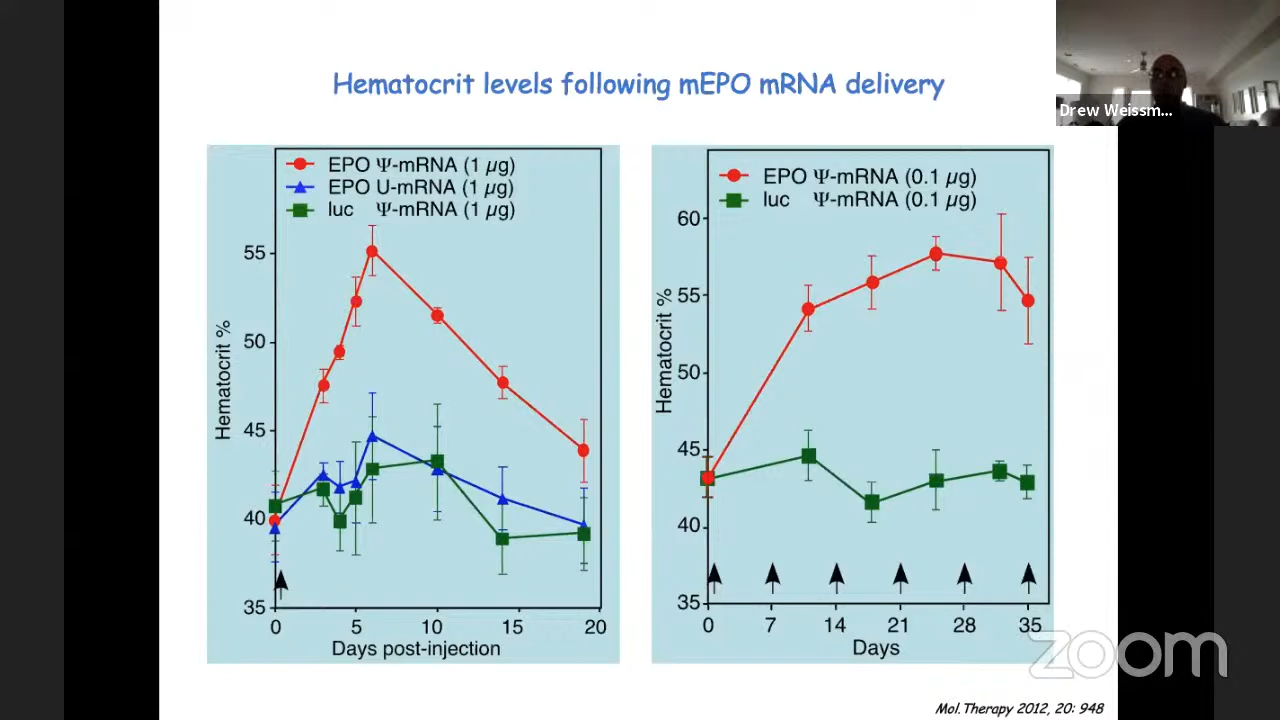 Hematocrit levels following mEPO mRNA delivery
Drew Weissm...
EPO Ψ-mRNA (1 µg)
EPO U-mRNA (1 µg)
luc Ψ-mRNA (1 µg)
55
50
45
40
35
Hematocrit %
0 5 10 15 20
Days post-injection
EPO Ψ-mRNA (0.1 µg)
luc Ψ-mRNA (0.1 µg)
60
55
50
45
40
35
Hematocrit %
0 7 14 21 28 35
Days
zoom
Mol.Therapy 2012, 20: 948